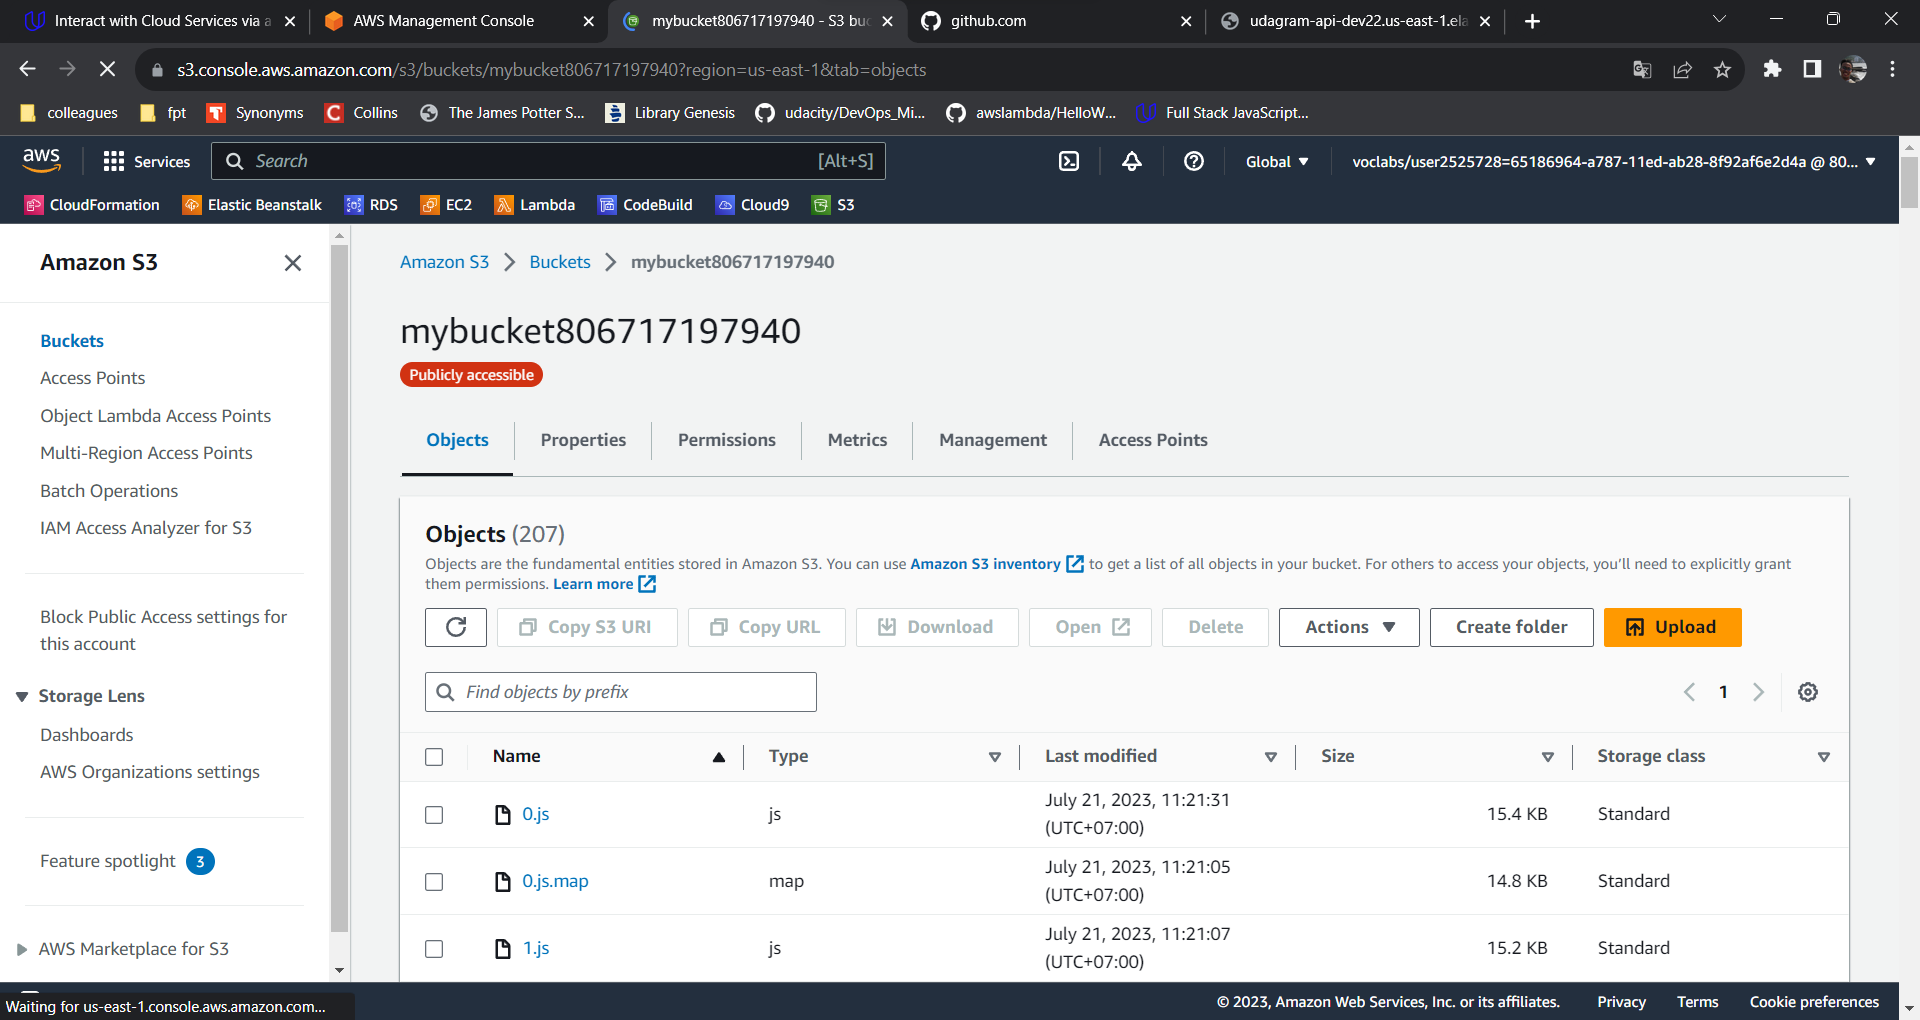 Interact with Cloud Services via a
AWS Management Console
mybucket806717197940 - S3 buc
github.com
udagram-api-dev22.us-east-1.ela
s3.console.aws.amazon.com/s3/buckets/mybucket806717197940?region=us-east-1&tab=objects
colleagues
fpt
Synonyms
Collins
The James Potter S...
Library Genesis
udacity/DevOps_Mi...
awslambda/HelloW...
Full Stack JavaScript...
aws
Services
Search
[Alt+S]
Global
voclabs/user2525728=65186964-a787-11ed-ab28-8f92af6e2d4a @ 80...
CloudFormation
Elastic Beanstalk
RDS
EC2
Lambda
CodeBuild
Cloud9
S3
Amazon S3
Buckets
Access Points
Object Lambda Access Points
Multi-Region Access Points
Batch Operations
IAM Access Analyzer for S3
Block Public Access settings for
this account
Storage Lens
Dashboards
AWS Organizations settings
Feature spotlight 3
AWS Marketplace for S3
Amazon S3 > Buckets > mybucket806717197940
mybucket806717197940
Publicly accessible
Objects
Properties
Permissions
Metrics
Management
Access Points
Objects (207)
Objects are the fundamental entities stored in Amazon S3. You can use Amazon S3 inventory to get a list of all objects in your bucket. For others to access your objects, you'll need to explicitly grant
them permissions. Learn more
Copy S3 URI
Copy URL
Download
Open
Delete
Actions
Create folder
Upload
Find objects by prefix
1
Name
Type
Last modified
Size
Storage class
0.js
js
July 21, 2023, 11:21:31
(UTC+07:00)
15.4 KB
Standard
0.js.map
map
July 21, 2023, 11:21:05
(UTC+07:00)
14.8 KB
Standard
1.js
js
July 21, 2023, 11:21:07
(UTC+07:00)
15.2 KB
Standard
Waiting for us-east-1.console.aws.amazon.com...
© 2023, Amazon Web Services, Inc. or its affiliates.
Privacy
Terms
Cookie preferences